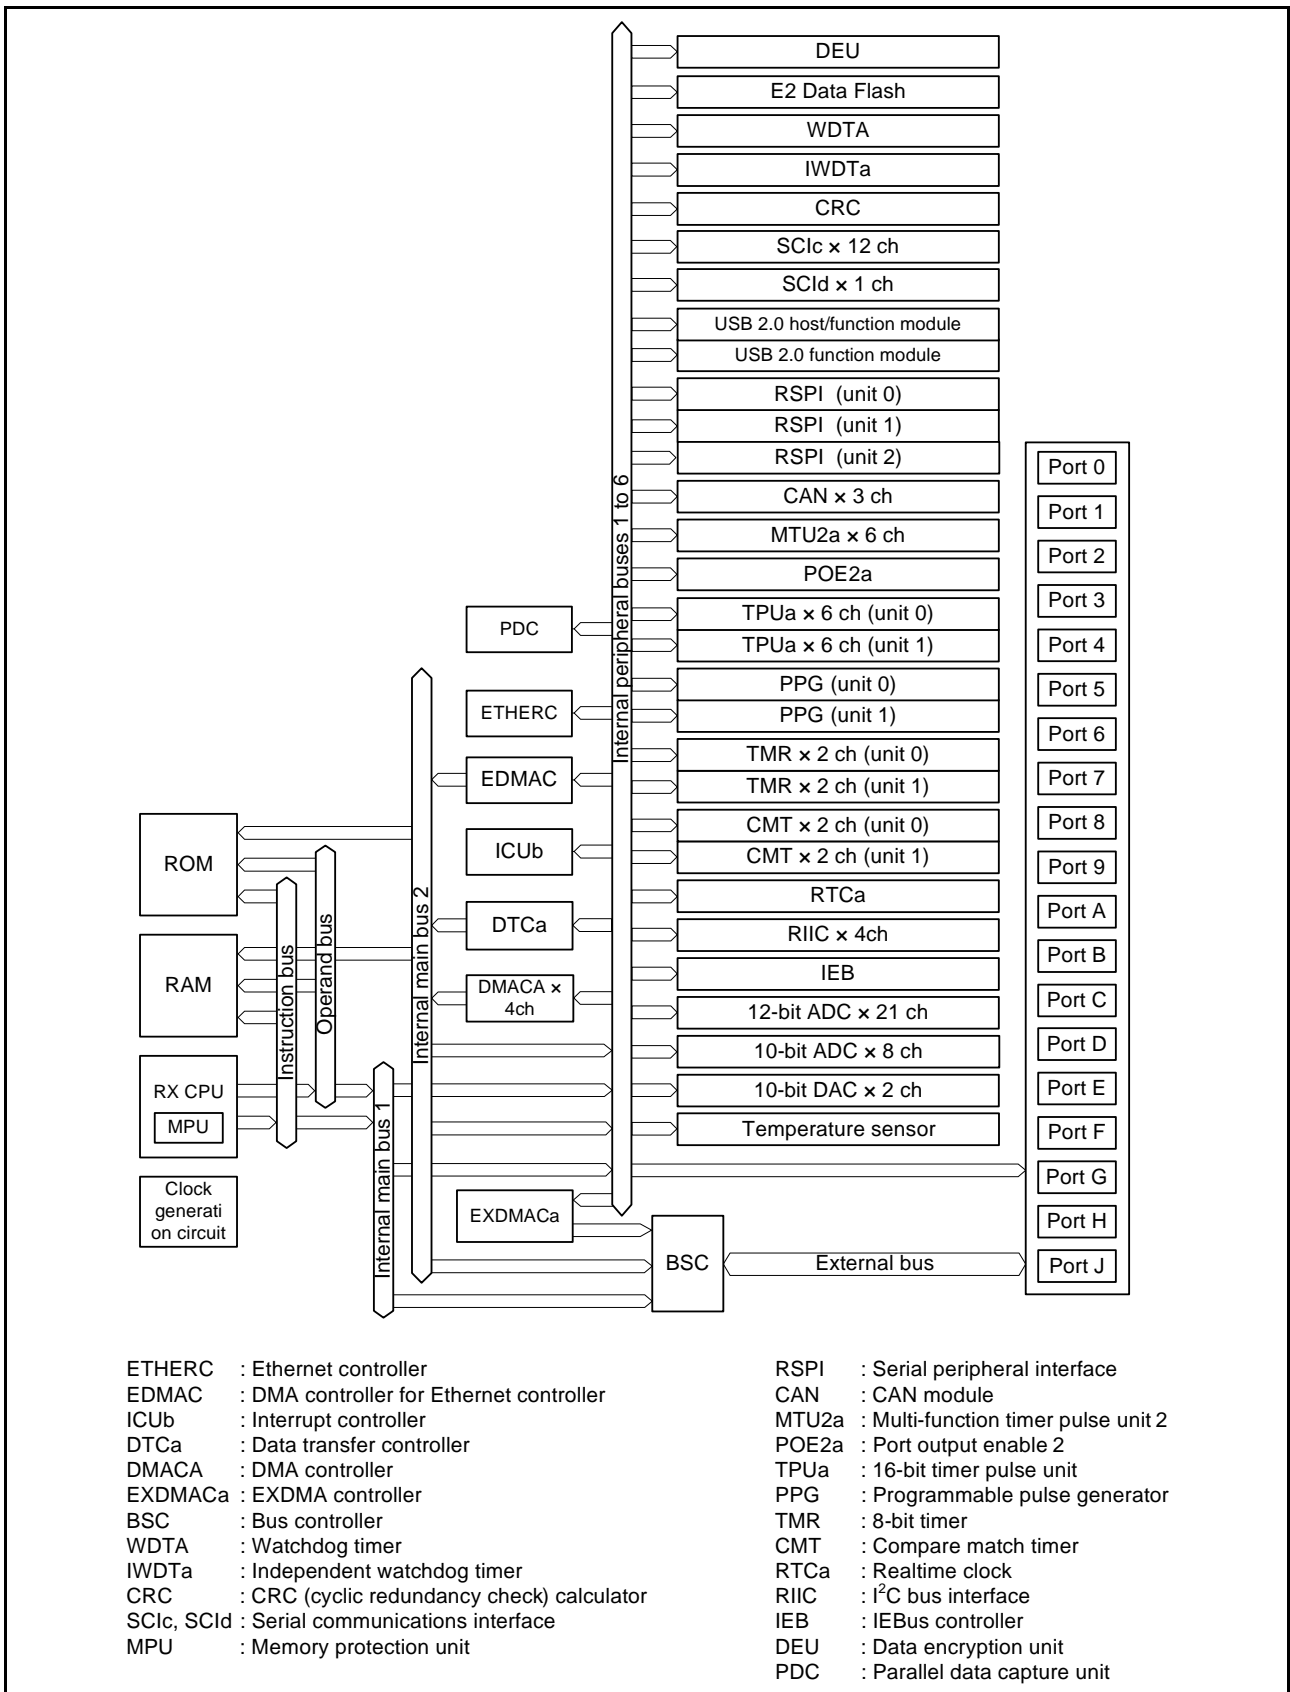 DEU
E2 Data Flash
WDTA
IWDTa
CRC
SCIc × 12 ch
SCId × 1 ch
USB 2.0 host/function module
USB 2.0 function module
RSPI (unit 0)
RSPI (unit 1)
RSPI (unit 2)
CAN × 3 ch
MTU2a × 6 ch
POE2a
TPUa × 6 ch (unit 0)
TPUa × 6 ch (unit 1)
PPG (unit 0)
PPG (unit 1)
TMR × 2 ch (unit 0)
TMR × 2 ch (unit 1)
CMT × 2 ch (unit 0)
CMT × 2 ch (unit 1)
RTCa
RIIC × 4ch
IEB
12-bit ADC × 21 ch
10-bit ADC × 8 ch
10-bit DAC × 2 ch
Temperature sensor
Port 0
Port 1
Port 2
Port 3
Port 4
Port 5
Port 6
Port 7
Port 8
Port 9
Port A
Port B
Port C
Port D
Port E
Port F
Port G
Port H
Port J
Internal peripheral buses 1 to 6
PDC
ETHERC
EDMAC
ICUb
DTCa
DMACA ×
4ch
EXDMACa
BSC
External bus
Internal main bus 2
Internal main bus 1
Operand bus
Instruction bus
ROM
RAM
RX CPU
MPU
Clock
generati
on circuit
ETHERC : Ethernet controller
EDMAC : DMA controller for Ethernet controller
ICUb : Interrupt controller
DTCa : Data transfer controller
DMACA : DMA controller
EXDMACa : EXDMA controller
BSC : Bus controller
WDTA : Watchdog timer
IWDTa : Independent watchdog timer
CRC : CRC (cyclic redundancy check) calculator
SCIc, SCId : Serial communications interface
MPU : Memory protection unit
RSPI : Serial peripheral interface
CAN : CAN module
MTU2a : Multi-function timer pulse unit 2
POE2a : Port output enable 2
TPUa : 16-bit timer pulse unit
PPG : Programmable pulse generator
TMR : 8-bit timer
CMT : Compare match timer
RTCa : Realtime clock
RIIC : I²C bus interface
IEB : IEBus controller
DEU : Data encryption unit
PDC : Parallel data capture unit